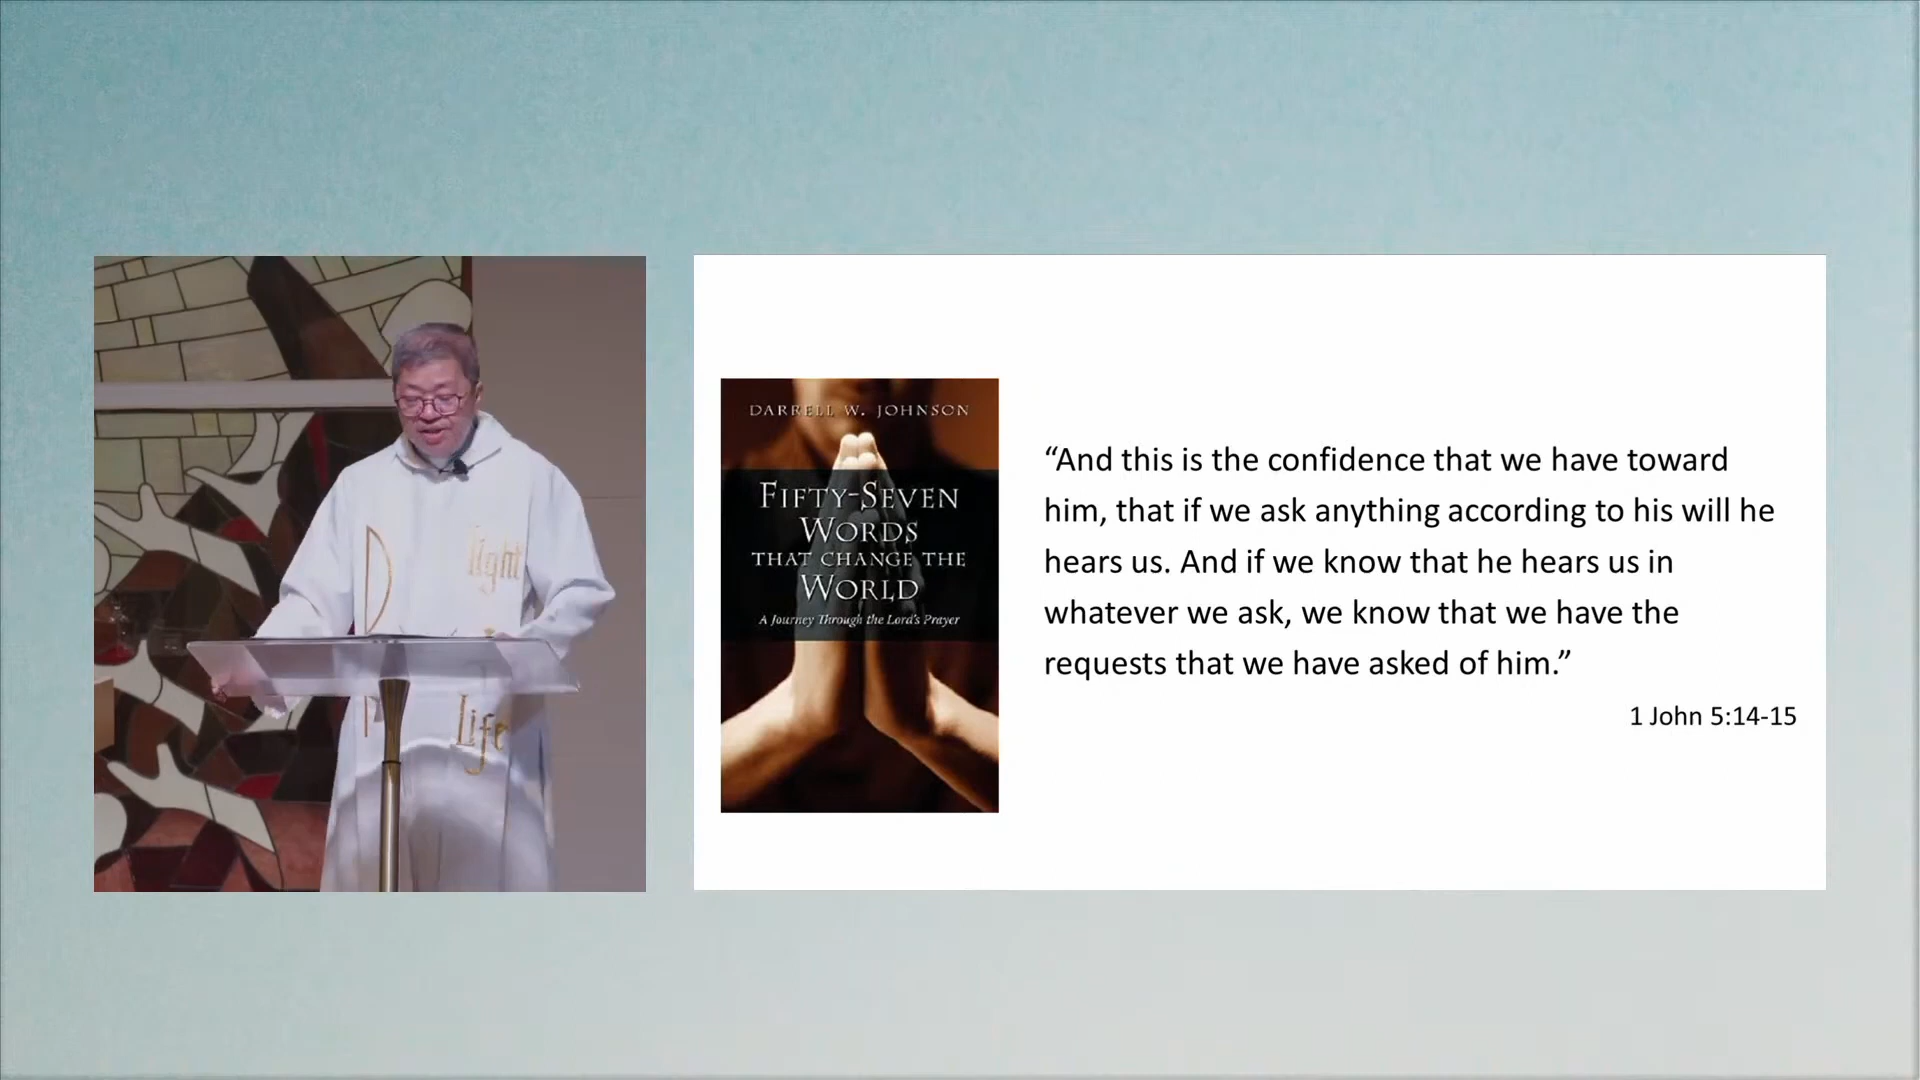 light
Life
DARRELL W. JOHNSON
FIFTY-SEVEN
WORDS
THAT CHANGE THE
WORLD
A Journey Through the Lord's Prayer
“And this is the confidence that we have toward
him, that if we ask anything according to his will he
hears us. And if we know that he hears us in
whatever we ask, we know that we have the
requests that we have asked of him.”
1 John 5:14-15